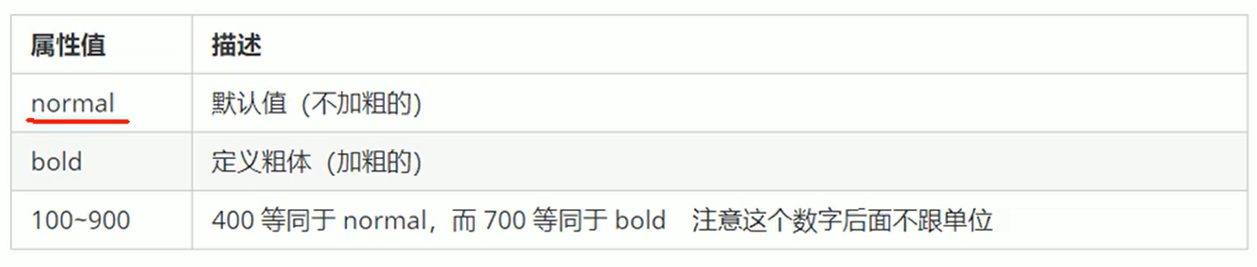 属性值 描述
normal 默认值（不加粗的）
bold 定义粗体（加粗的）
100~900 400 等同于 normal，而 700 等同于 bold 注意这个数字后面不跟单位